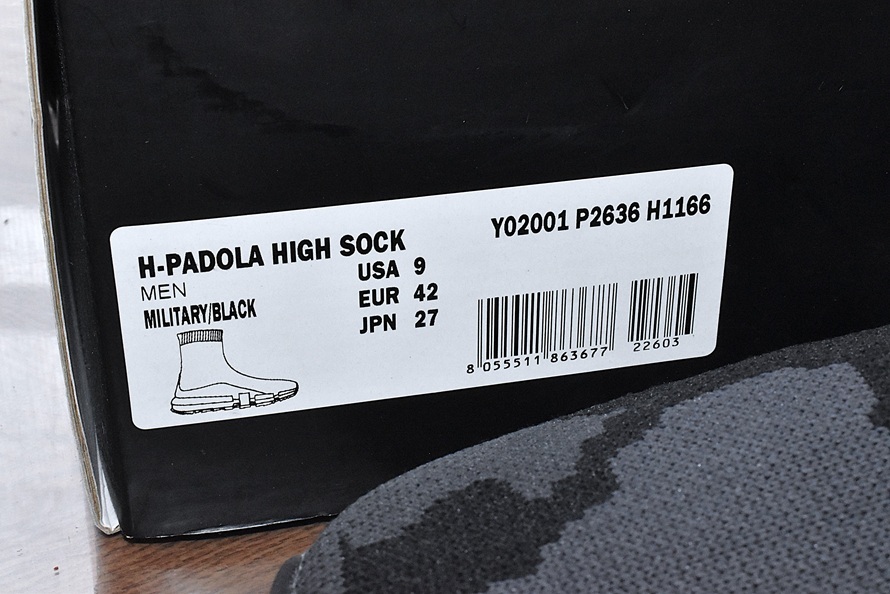 H-PADOLA HIGH SOCK
Y02001 P2636 H1166
MEN
MILITARY/BLACK
USA 9
EUR 42
JPN 27
8 055511 863677
22603